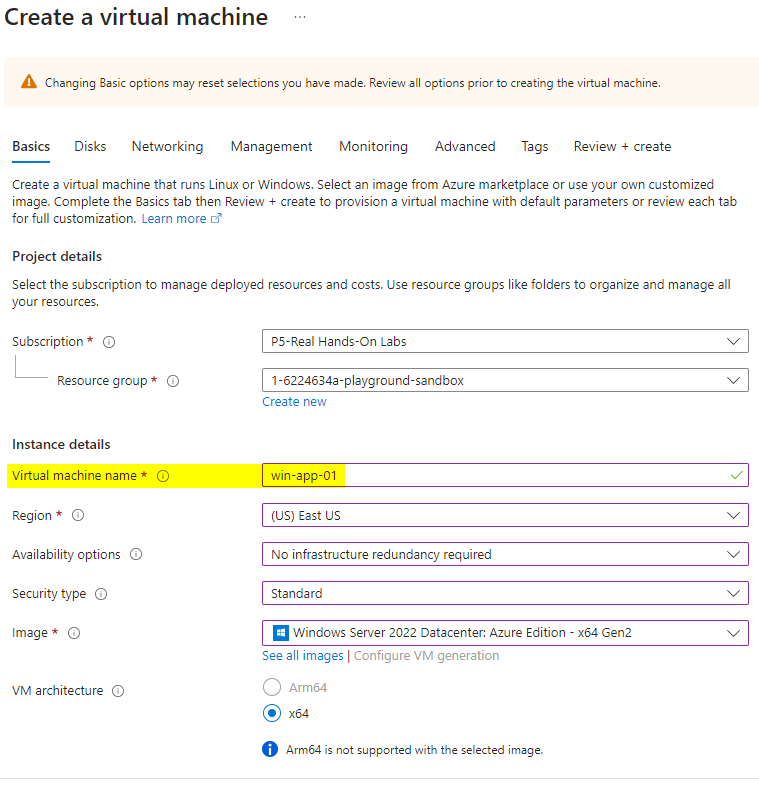 Create a virtual machine ...
Changing Basic options may reset selections you have made. Review all options prior to creating the virtual machine.
Basics Disks Networking Management Monitoring Advanced Tags Review + create
Create a virtual machine that runs Linux or Windows. Select an image from Azure marketplace or use your own customized
image. Complete the Basics tab then Review + create to provision a virtual machine with default parameters or review each tab
for full customization. Learn more
Project details
Select the subscription to manage deployed resources and costs. Use resource groups like folders to organize and manage all
your resources.
Subscription * P5-Real Hands-On Labs
Resource group * 1-6224634a-playground-sandbox
Create new
Instance details
Virtual machine name * win-app-01
Region * (US) East US
Availability options No infrastructure redundancy required
Security type Standard
Image * Windows Server 2022 Datacenter: Azure Edition - x64 Gen2
See all images | Configure VM generation
VM architecture Arm64
x64
Arm64 is not supported with the selected image.